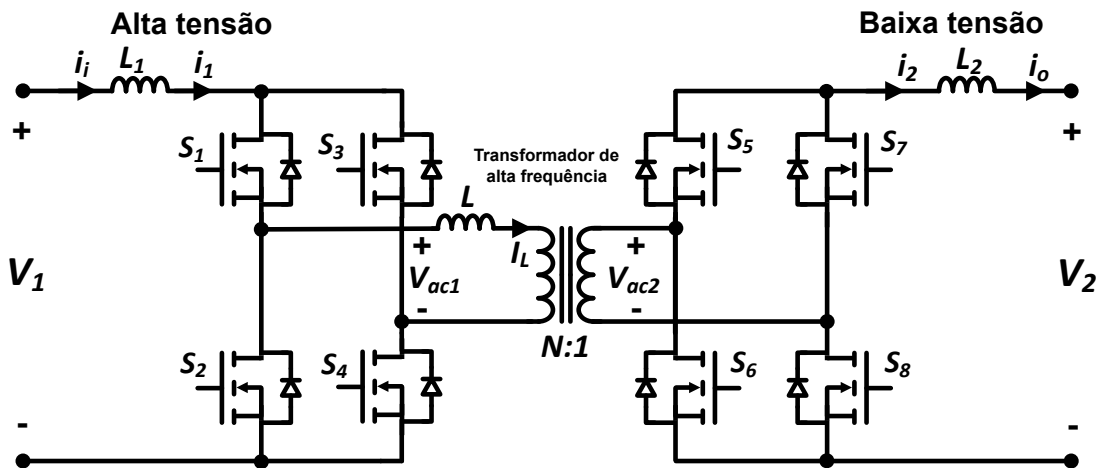 Alta tensão
Baixa tensão
i_i
L_1
i_1
i_2
L_2
i_o
+
+
S_1
S_3
Transformador de
alta frequência
S_5
S_7
L
I_L
+
+
V_1
V_ac1
V_ac2
V_2
-
-
N:1
S_2
S_4
S_6
S_8
-
-